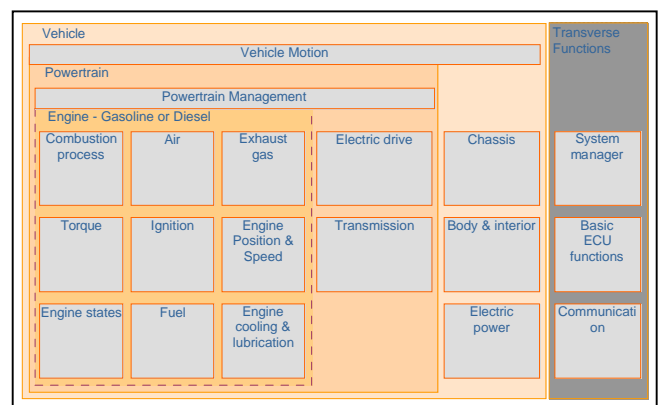 Vehicle
Transverse
Functions
Vehicle Motion
Powertrain
Powertrain Management
Engine - Gasoline or Diesel
Combustion
process
Air
Exhaust
gas
Electric drive
Chassis
System
manager
Torque
Ignition
Engine
Position &
Speed
Transmission
Body & interior
Basic
ECU
functions
Engine states
Fuel
Engine
cooling &
lubrication
Electric
power
Communicati
on